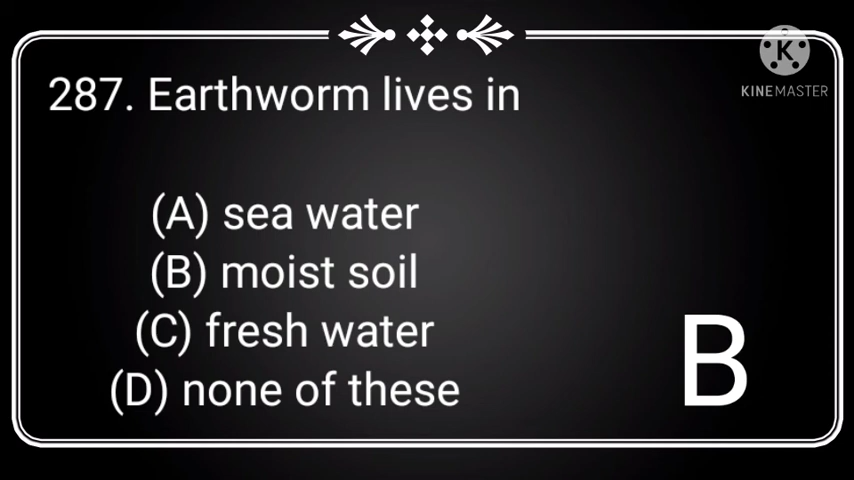 287. Earthworm lives in
(A) sea water
(B) moist soil
(C) fresh water
(D) none of these
B
K
KINEMASTER